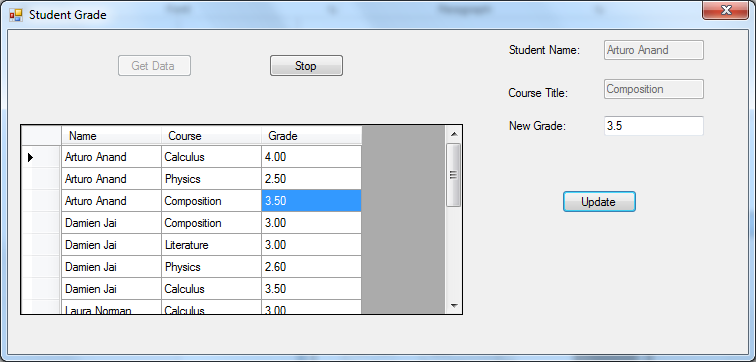 Student Grade
Get Data
Stop
Student Name:
Arturo Anand
Course Title:
Composition
New Grade:
3.5
Update
Name Course Grade
Arturo Anand Calculus 4.00
Arturo Anand Physics 2.50
Arturo Anand Composition 3.50
Damien Jai Composition 3.00
Damien Jai Literature 3.00
Damien Jai Physics 2.60
Damien Jai Calculus 3.50
Laura Norman Calculus 3.00